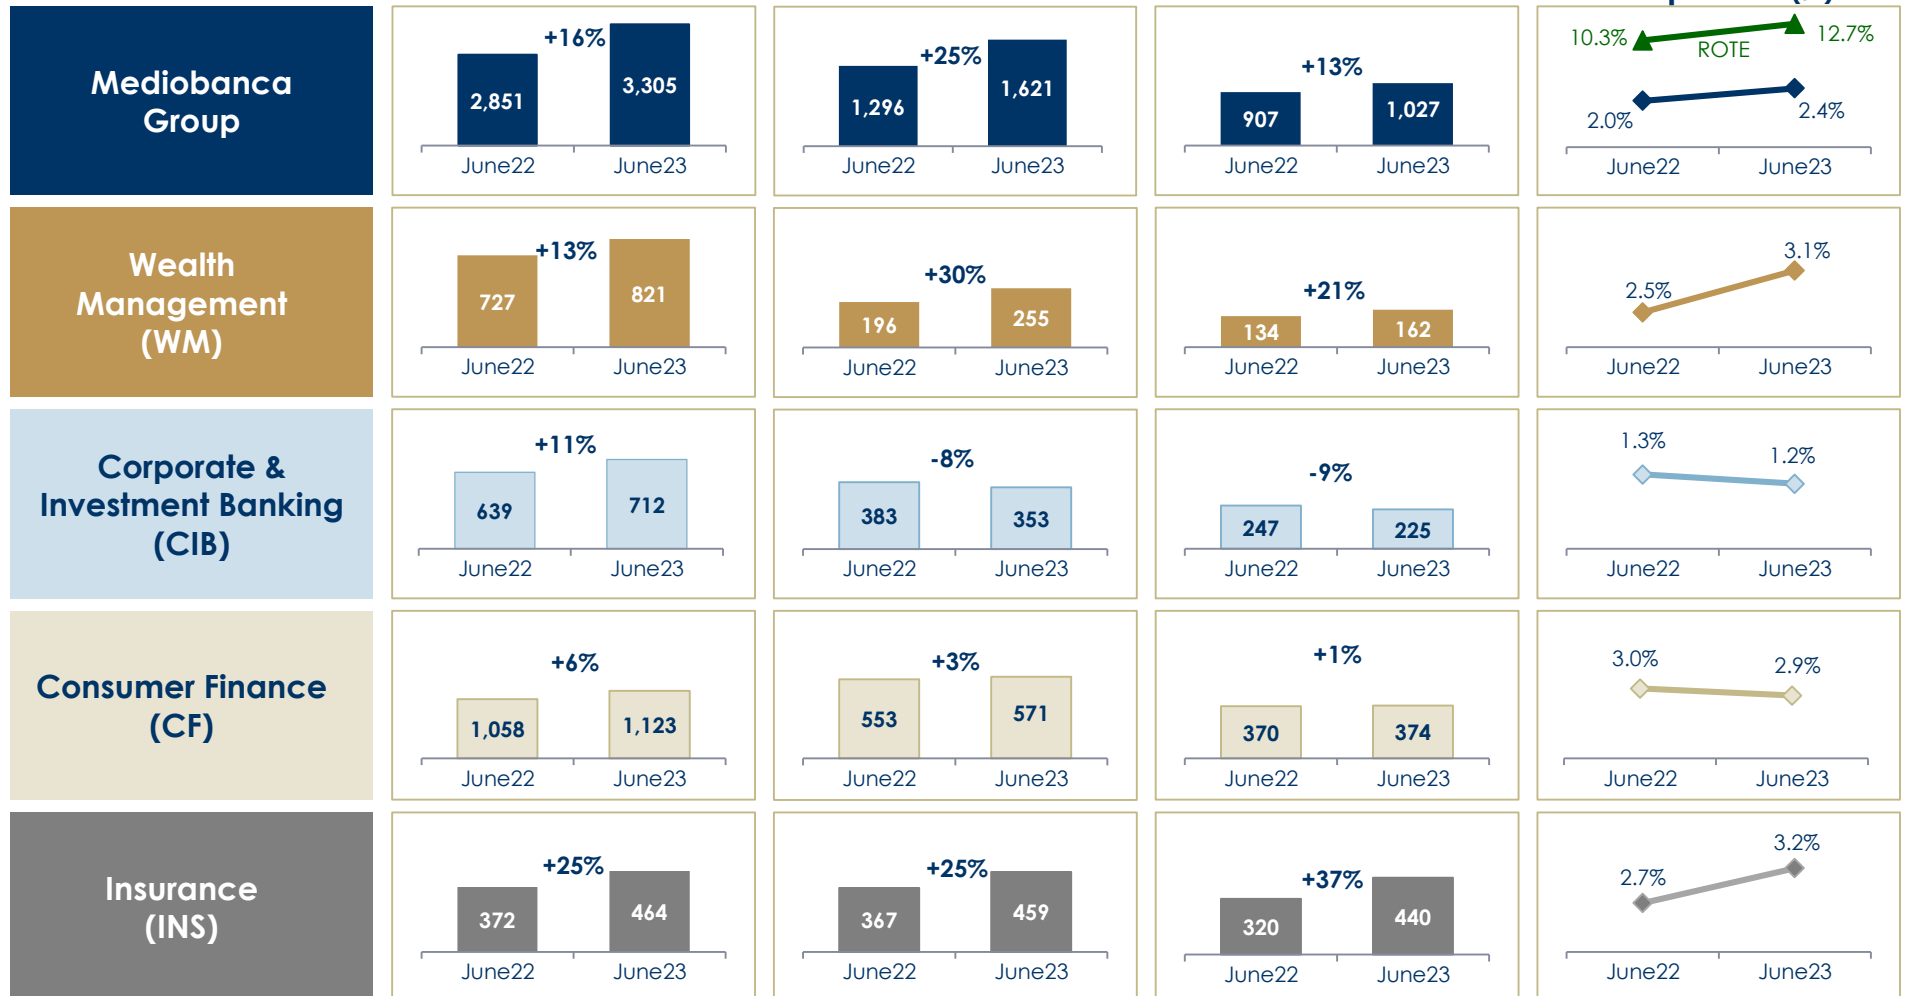 Mediobanca
Group
+16%
2,851
3,305
June22
June23
+25%
1,296
1,621
June22
June23
+13%
907
1,027
June22
June23
10.3%
ROTE
12.7%
2.0%
2.4%
June22
June23
Wealth
Management
(WM)
+13%
727
821
June22
June23
+30%
196
255
June22
June23
+21%
134
162
June22
June23
2.5%
3.1%
June22
June23
Corporate &
Investment Banking
(CIB)
+11%
639
712
June22
June23
-8%
383
353
June22
June23
-9%
247
225
June22
June23
1.3%
1.2%
June22
June23
Consumer Finance
(CF)
+6%
1,058
1,123
June22
June23
+3%
553
571
June22
June23
+1%
370
374
June22
June23
3.0%
2.9%
June22
June23
Insurance
(INS)
+25%
372
464
June22
June23
+25%
367
459
June22
June23
+37%
320
440
June22
June23
2.7%
3.2%
June22
June23